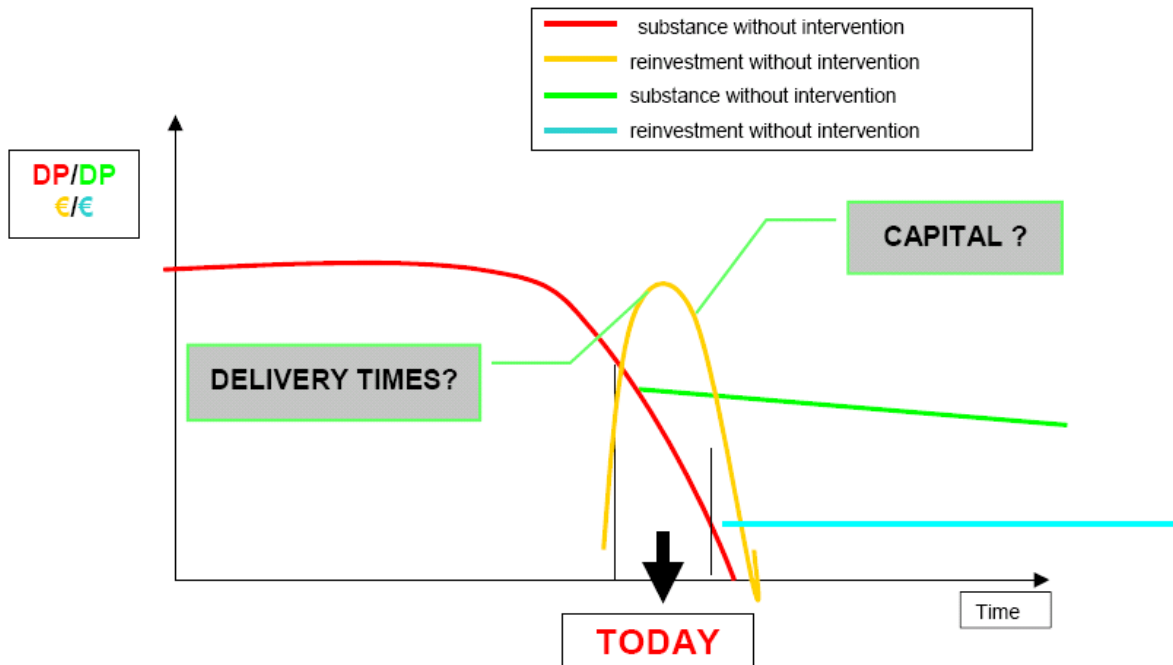 substance without intervention
reinvestment without intervention
substance without intervention
reinvestment without intervention
DP/DP
€/€
CAPITAL ?
DELIVERY TIMES?
Time
TODAY